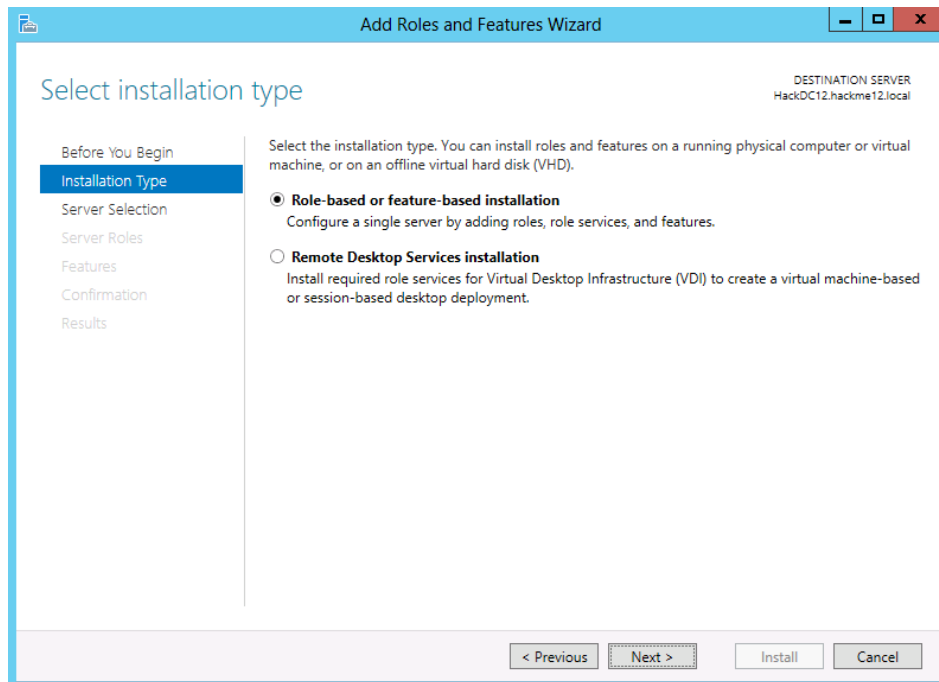 Add Roles and Features Wizard
Select installation type
DESTINATION SERVER
HackDC12.hackme12.local
Before You Begin
Installation Type
Server Selection
Server Roles
Features
Confirmation
Results
Select the installation type. You can install roles and features on a running physical computer or virtual
machine, or on an offline virtual hard disk (VHD).
Role-based or feature-based installation
Configure a single server by adding roles, role services, and features.
Remote Desktop Services installation
Install required role services for Virtual Desktop Infrastructure (VDI) to create a virtual machine-based
or session-based desktop deployment.
< Previous Next > Install Cancel